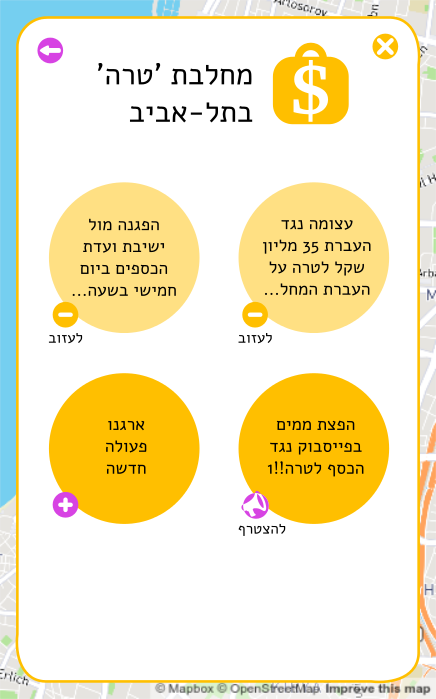 Artosorov
מחלבת 'טרה'
בתל-אביב
$
עצומה נגד
העברת 35 מליון
שקל לטרה על
העברת המחל...
לעזוב
הפגנה מול
ישיבת ועדת
הכספים ביום
חמישי בשעה...
לעזוב
הפצת ממים
בפייסבוק נגד
הכסף לטרה!!1
להצטרף
ארגנו
פעולה
חדשה
Erlich
© Mapbox © OpenStreetMap Improve this map